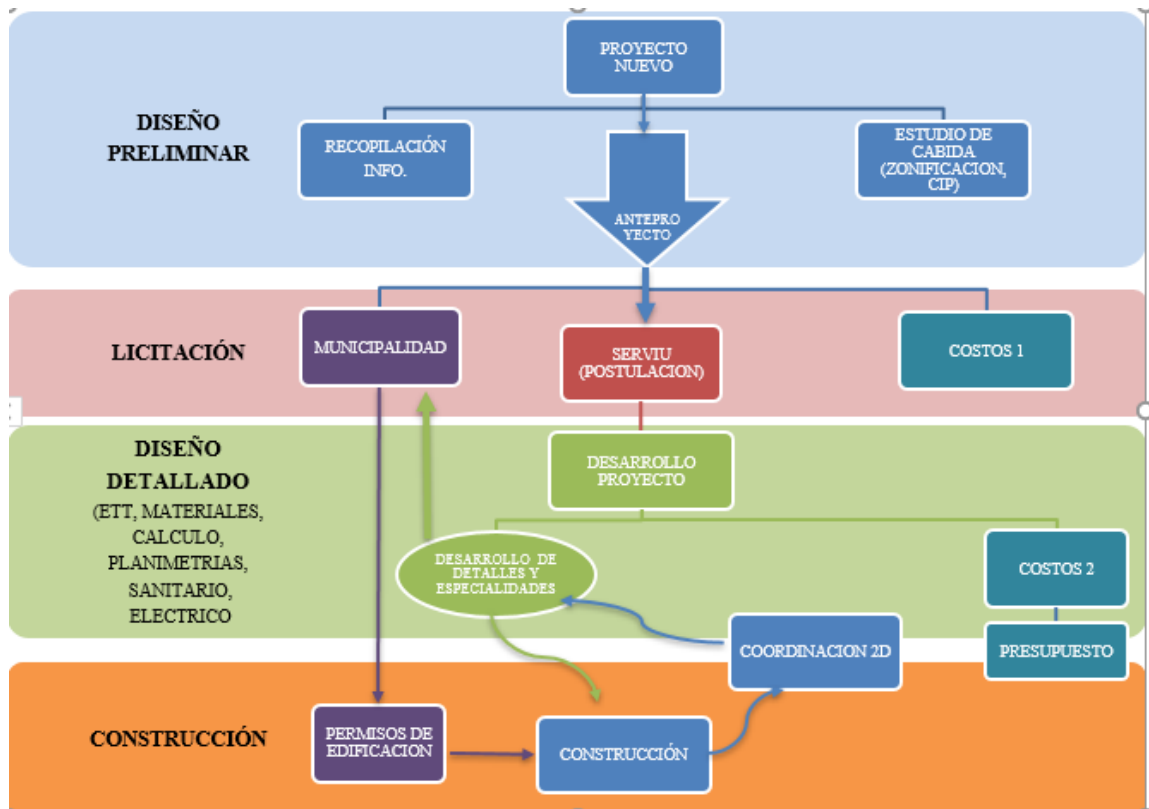 PROYECTO
NUEVO
DISEÑO
PRELIMINAR
RECOPILACIÓN
INFO.
ANTEPRO
YECTO
ESTUDIO DE
CABIDA
(ZONIFICACION,
CIP)
LICITACIÓN
MUNICIPALIDAD
SERVIU
(POSTULACION)
COSTOS 1
DISEÑO
DETALLADO
(ETT, MATERIALES,
CALCULO,
PLANIMETRIAS,
SANITARIO,
ELECTRICO
DESARROLLO
PROYECTO
DESARROLLO DE
DETALLES Y
ESPECIALIDADES
COSTOS 2
COORDINACION 2D
PRESUPUESTO
CONSTRUCCIÓN
PERMISOS DE
EDIFICACION
CONSTRUCCIÓN